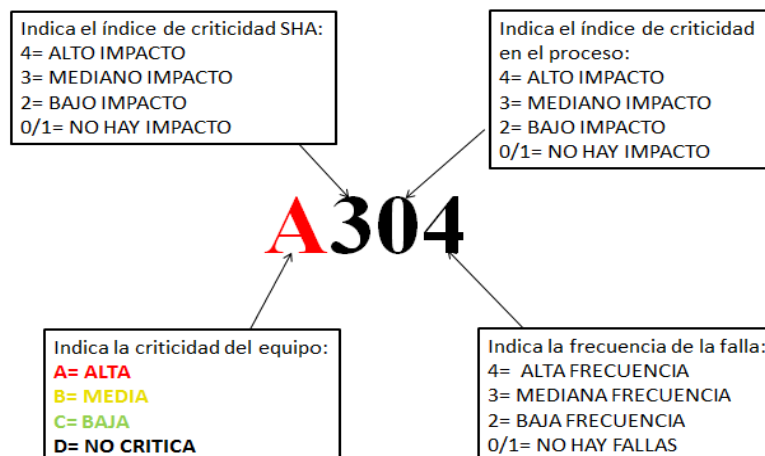 Indica el índice de criticidad SHA:
4= ALTO IMPACTO
3= MEDIANO IMPACTO
2= BAJO IMPACTO
0/1= NO HAY IMPACTO
Indica el índice de criticidad
en el proceso:
4= ALTO IMPACTO
3= MEDIANO IMPACTO
2= BAJO IMPACTO
0/1= NO HAY IMPACTO
A304
Indica la criticidad del equipo:
A= ALTA
B= MEDIA
C= BAJA
D= NO CRITICA
Indica la frecuencia de la falla:
4= ALTA FRECUENCIA
3= MEDIANA FRECUENCIA
2= BAJA FRECUENCIA
0/1= NO HAY FALLAS